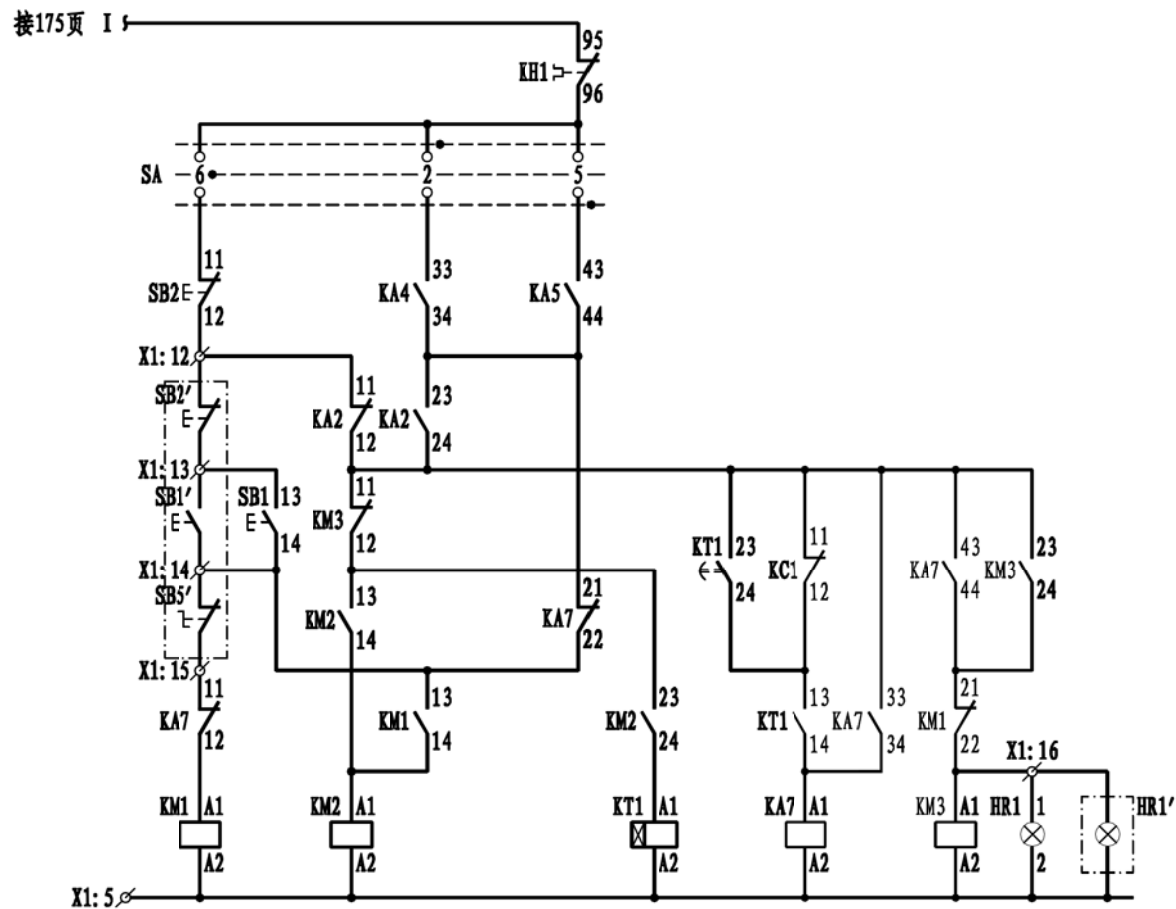 接175页 I
95
KH1
96
SA 6 2 5
11 33 43
SB2 KA4 KA5
12 34 44
X1:12
SB2' 11 23
KA2 KA2
12 24
X1:13
SB1' SB1 13 11
KM3
14 12
KT1 23 11 43 23
KC1 KA7 KM3
24 12 44 24
X1:14
SB5' 13 21
KM2 KA7
14 22
X1:15
11 13 23 13 33 21
KA7 KM1 KM2 KT1 KA7 KM1
12 14 24 14 34 22
X1:16
KM1 A1 KM2 A1 KT1 A1 KA7 A1 KM3 A1 HR1 1 HR1'
A2 A2 A2 A2 A2 2
X1:5